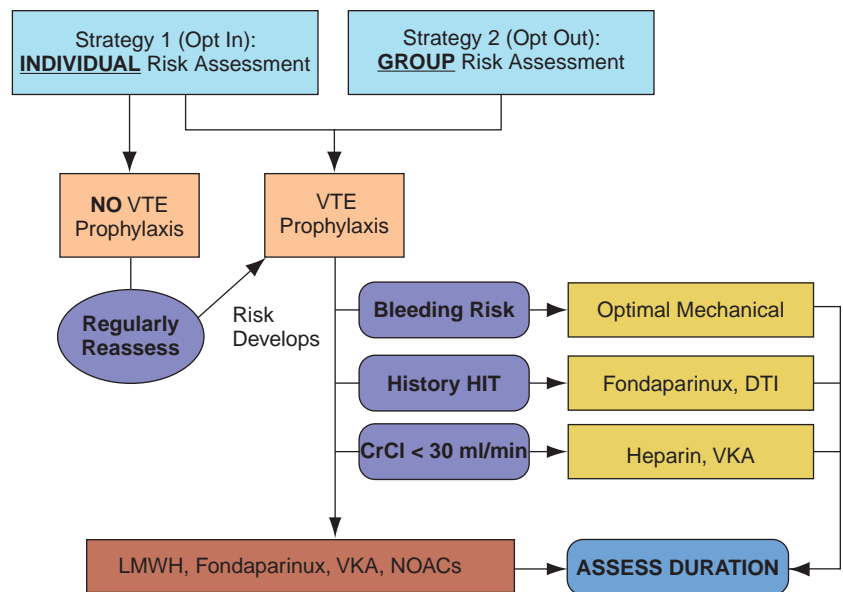 Strategy 1 (Opt In):
INDIVIDUAL Risk Assessment
Strategy 2 (Opt Out):
GROUP Risk Assessment
NO VTE
Prophylaxis
VTE
Prophylaxis
Regularly
Reassess
Risk
Develops
Bleeding Risk
Optimal Mechanical
History HIT
Fondaparinux, DTI
CrCl < 30 ml/min
Heparin, VKA
LMWH, Fondaparinux, VKA, NOACs
ASSESS DURATION